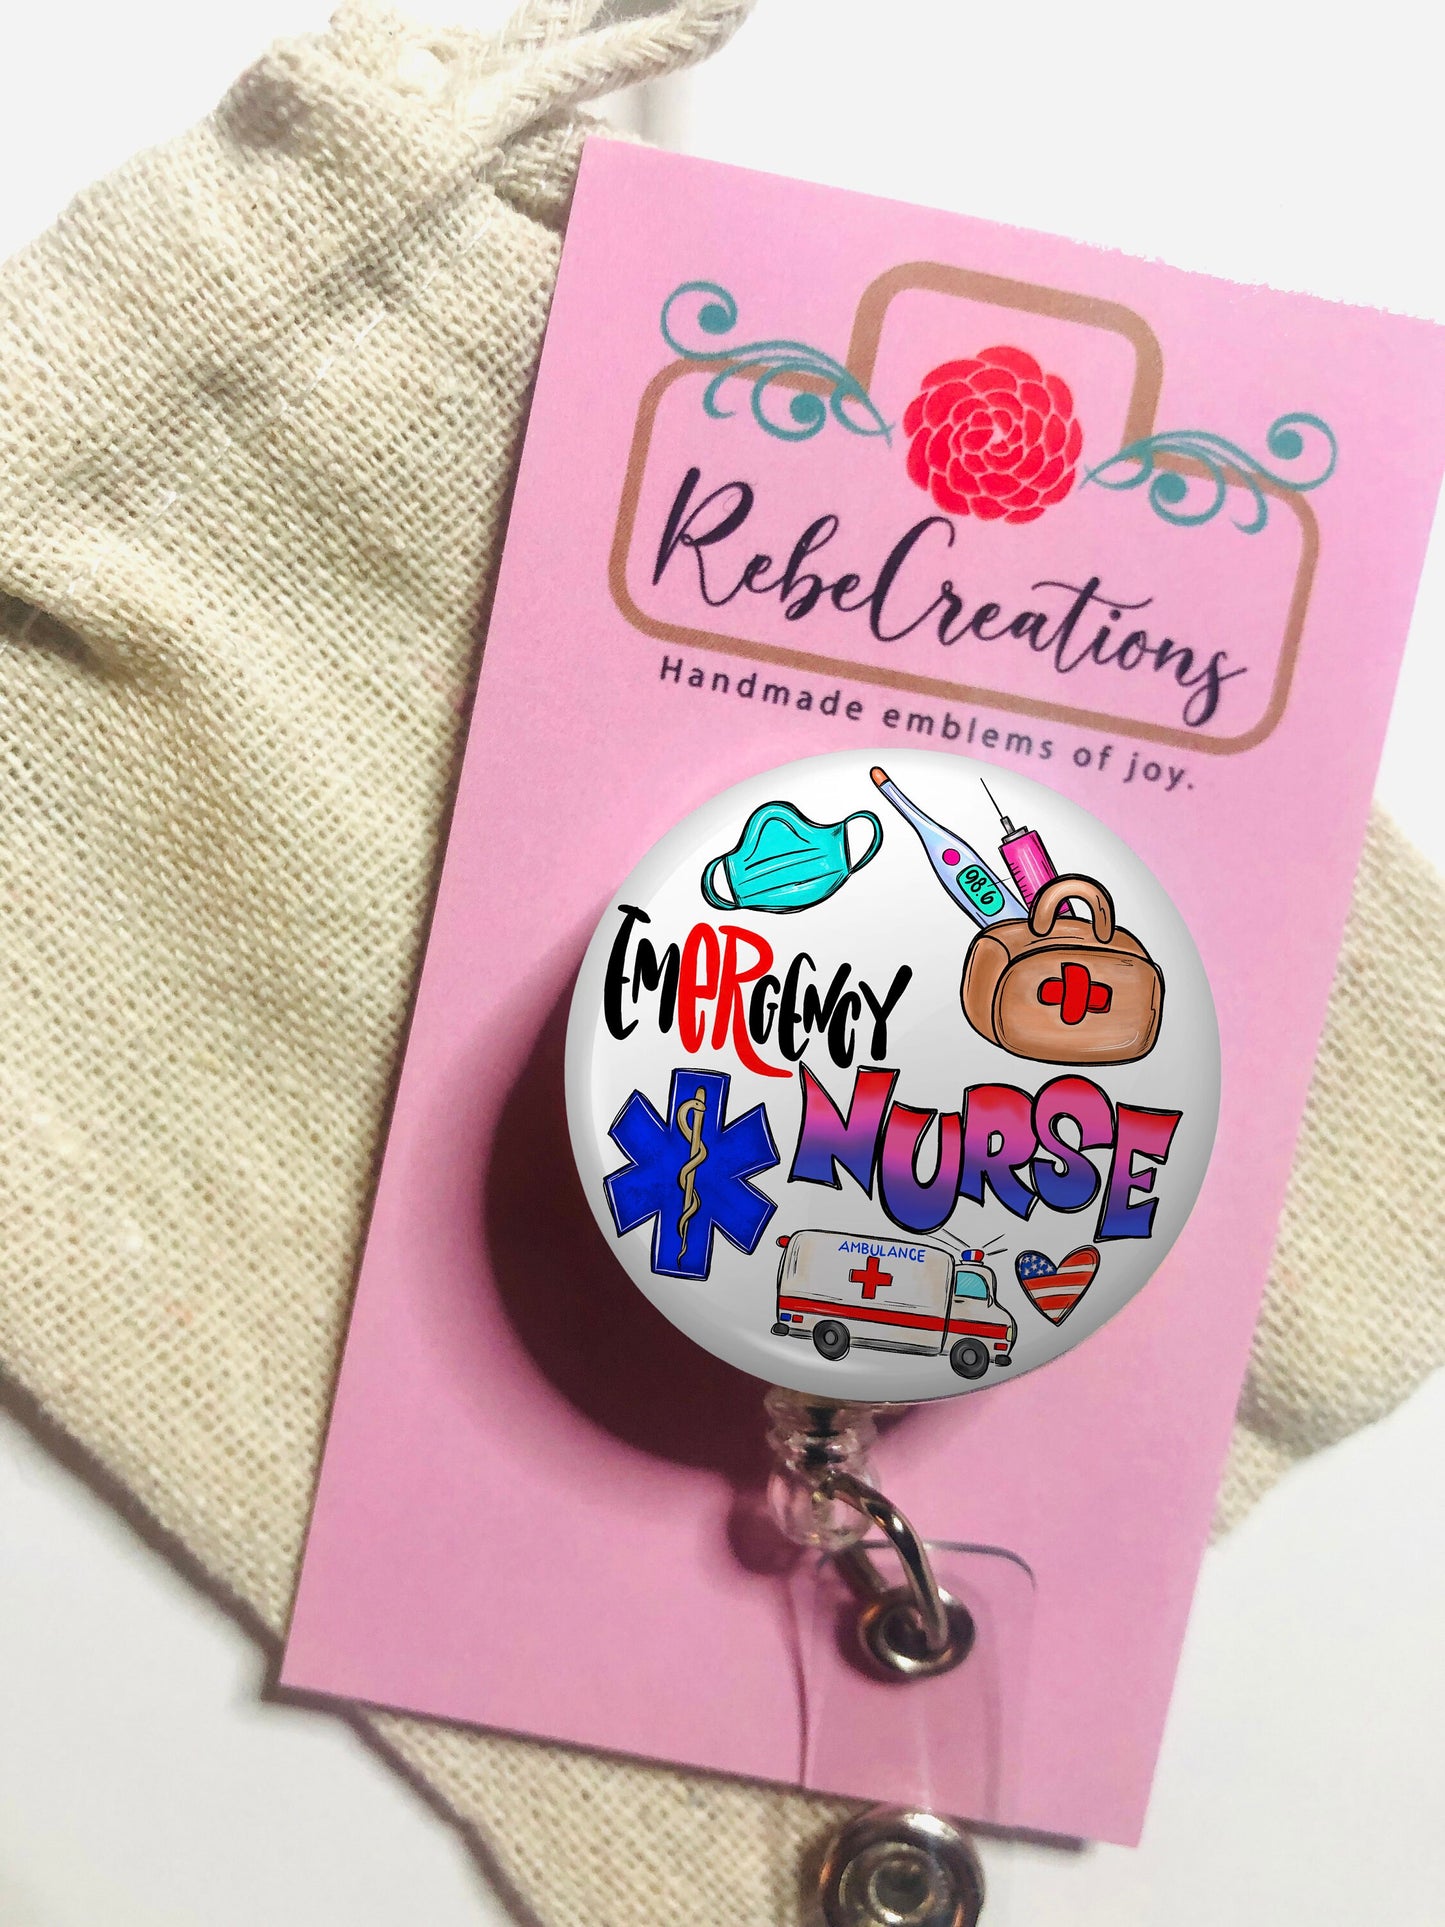 RebeCreations
Handmade emblems of joy.
98.6
EmeRgENCY
NURSE
AMBULANCE